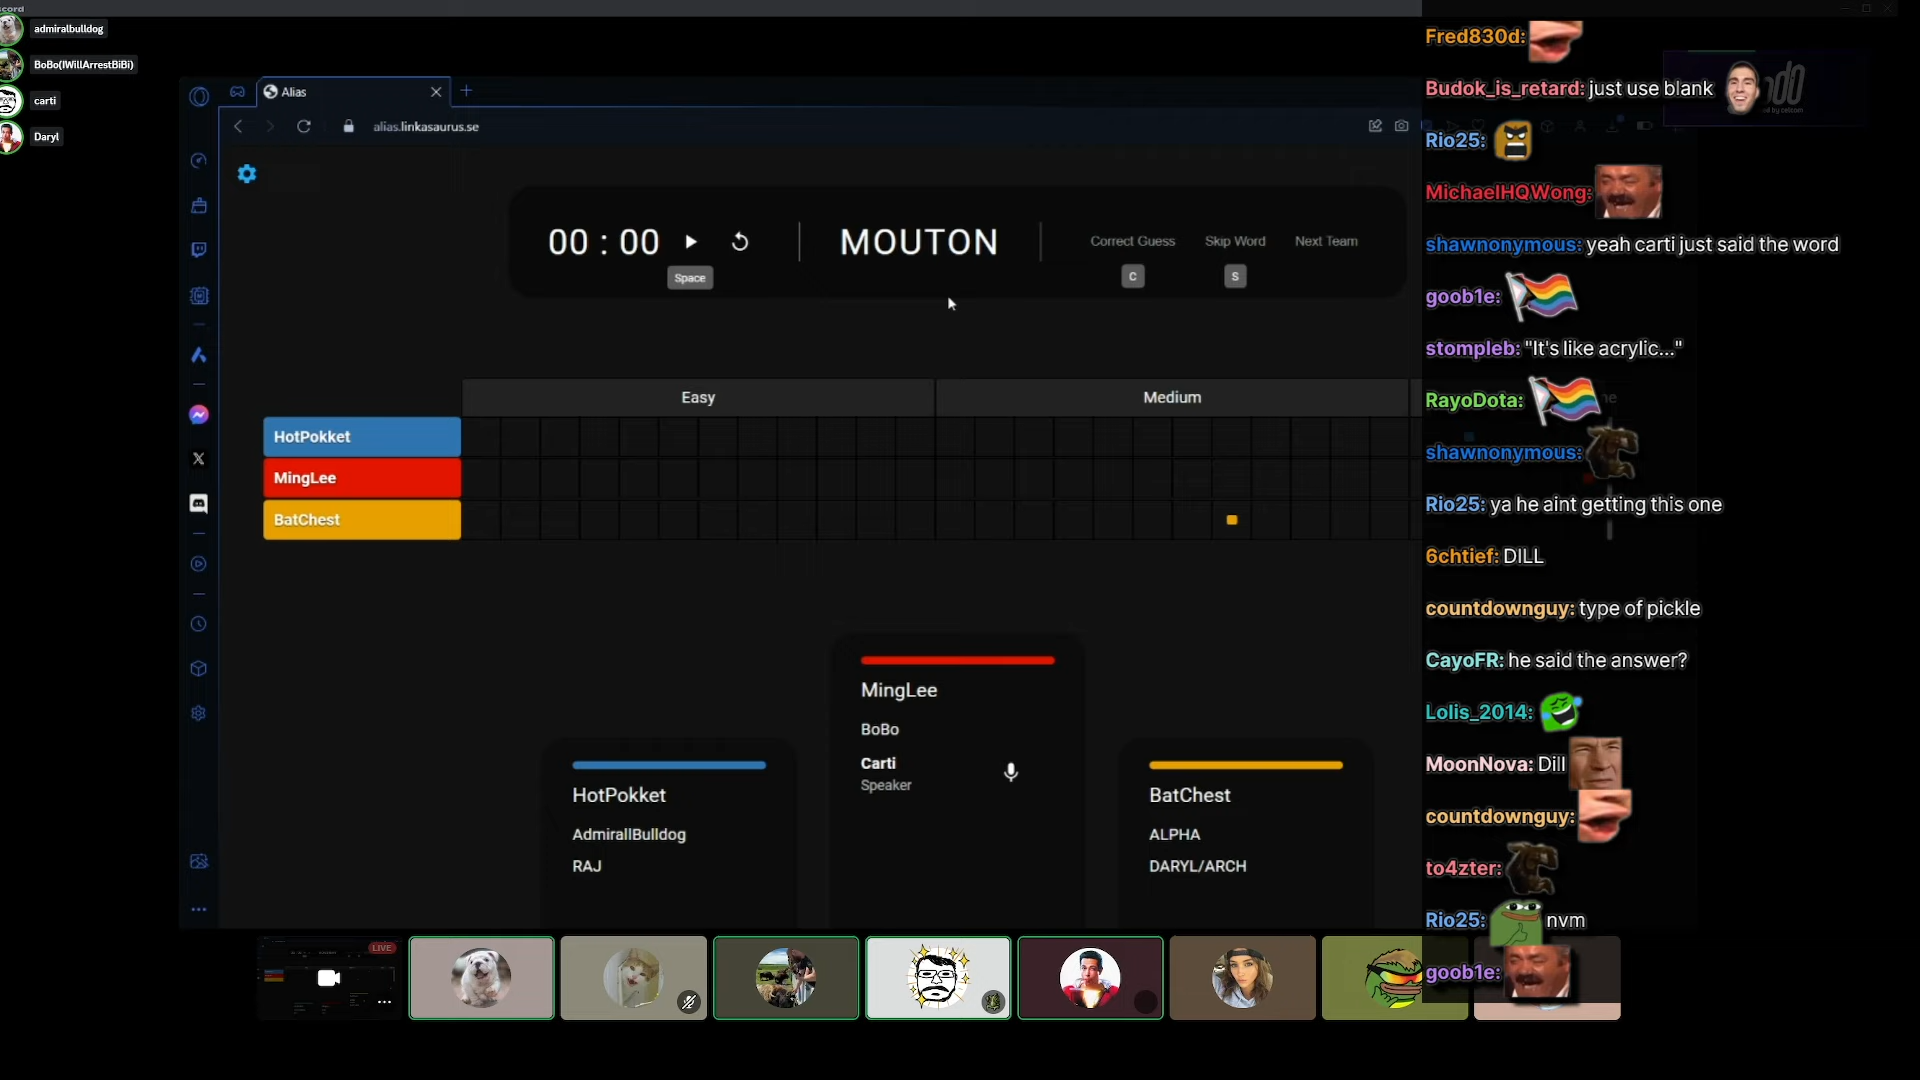 admiralbulldog
BoBo(IWillArrestBiBi)
carti
Daryl
Alias
alias.linkasaurus.se
00 : 00
Space
MOUTON
Correct Guess
C
Skip Word
S
Next Team
Easy
Medium
HotPokket
MingLee
BatChest
MingLee
BoBo
Carti
Speaker
HotPokket
AdmirallBulldog
RAJ
BatChest
ALPHA
DARYL/ARCH
LIVE
Fred830d:
Budok_is_retard: just use blank
Rio25:
MichaelHQWong:
shawnonymous: yeah carti just said the word
goob1e:
stompleb: "It's like acrylic..."
RayoDota:
shawnonymous:
Rio25: ya he aint getting this one
6chtief: DILL
countdownguy: type of pickle
CayoFR: he said the answer?
Lolis_2014:
MoonNova: Dill
countdownguy:
to4zter:
Rio25: nvm
goob1e: